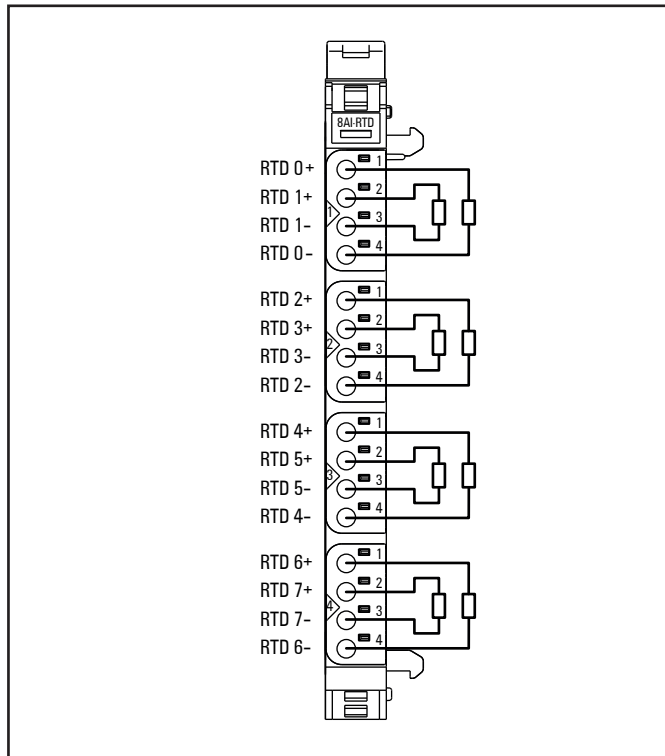 8AI-RTD
RTD 0+ 1
RTD 1+ 2
1
RTD 1- 3
RTD 0- 4
RTD 2+ 1
RTD 3+ 2
2
RTD 3- 3
RTD 2- 4
RTD 4+ 1
RTD 5+ 2
3
RTD 5- 3
RTD 4- 4
RTD 6+ 1
RTD 7+ 2
4
RTD 7- 3
RTD 6- 4